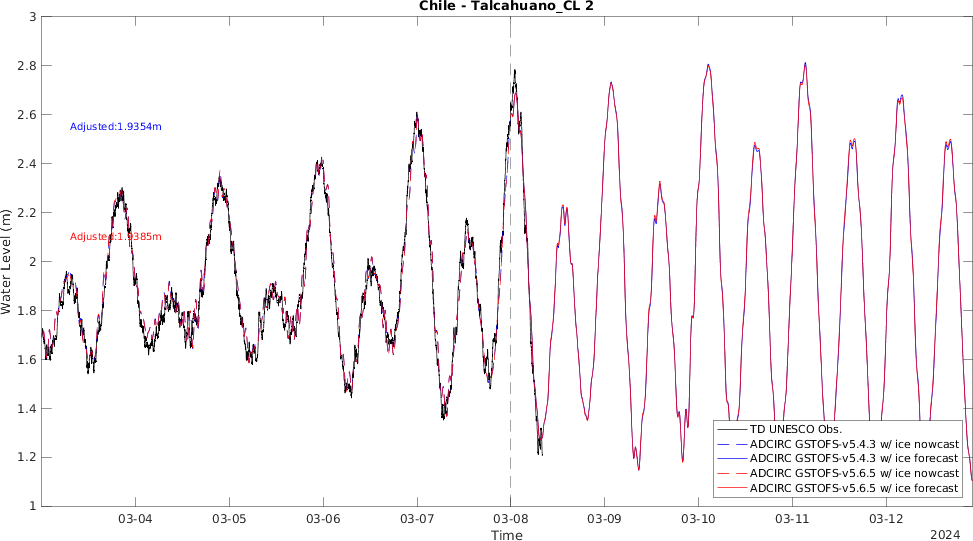 Chile - Talcahuano_CL 2
3
2.8
2.6
2.4
2.2
2
1.8
1.6
1.4
1.2
1
Water Level (m)
Adjusted:1.9354m
Adjusted:1.9385m
TD UNESCO Obs.
ADCIRC GSTOFS-v5.4.3 w/ ice nowcast
ADCIRC GSTOFS-v5.4.3 w/ ice forecast
ADCIRC GSTOFS-v5.6.5 w/ ice nowcast
ADCIRC GSTOFS-v5.6.5 w/ ice forecast
03-04 03-05 03-06 03-07 03-08 03-09 03-10 03-11 03-12
Time
2024